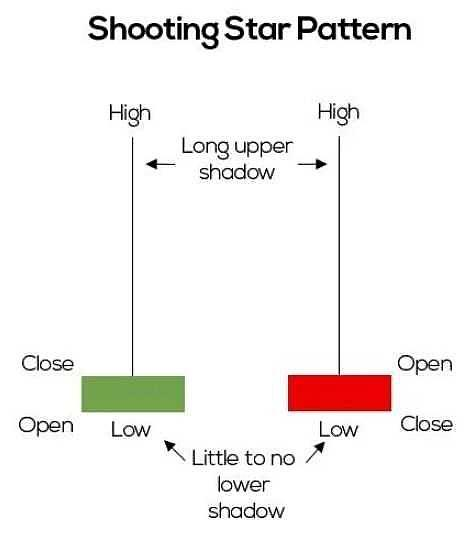 Shooting Star Pattern
High
High
Long upper
shadow
Close
Open
Open
Low
Low
Close
Little to no
lower
shadow